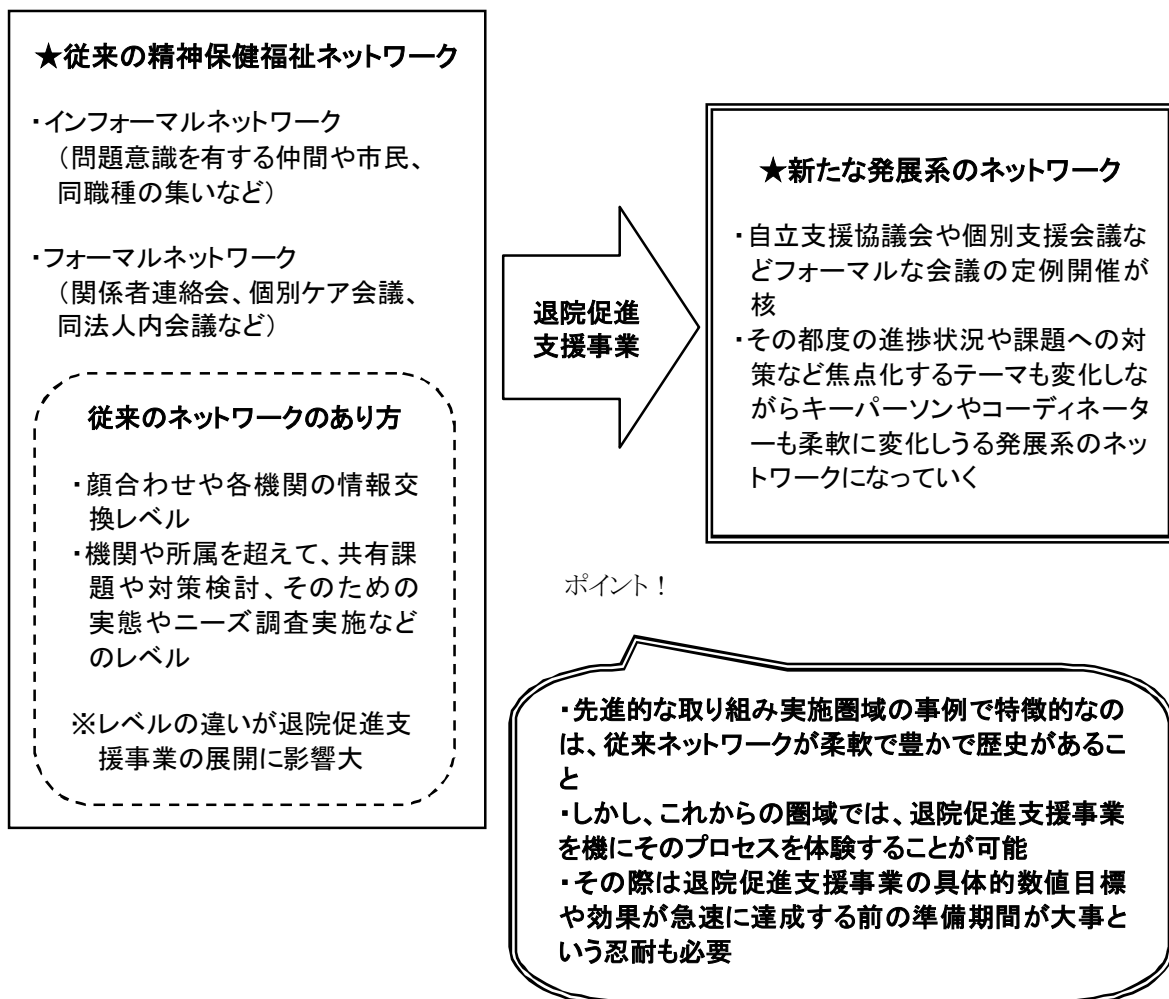 ★従来の精神保健福祉ネットワーク
・インフォーマルネットワーク
（問題意識を有する仲間や市民、
同職種の集いなど）
・フォーマルネットワーク
（関係者連絡会、個別ケア会議、
同法人内会議など）
従来のネットワークのあり方
・顔合わせや各機関の情報交
換レベル
・機関や所属を超えて、共有課
題や対策検討、そのための
実態やニーズ調査実施など
のレベル
※レベルの違いが退院促進支
援事業の展開に影響大
退院促進
支援事業
★新たな発展系のネットワーク
・自立支援協議会や個別支援会議な
どフォーマルな会議の定例開催が
核
・その都度の進捗状況や課題への対
策など焦点化するテーマも変化しな
がらキーパーソンやコーディネータ
ーも柔軟に変化しうる発展系のネッ
トワークになっていく
ポイント！
・先進的な取り組み実施圏域の事例で特徴的なの
は、従来ネットワークが柔軟で豊かで歴史があるこ
と
・しかし、これからの圏域では、退院促進支援事業
を機にそのプロセスを体験することが可能
・その際は退院促進支援事業の具体的数値目標
や効果が急速に達成する前の準備期間が大事と
いう忍耐も必要